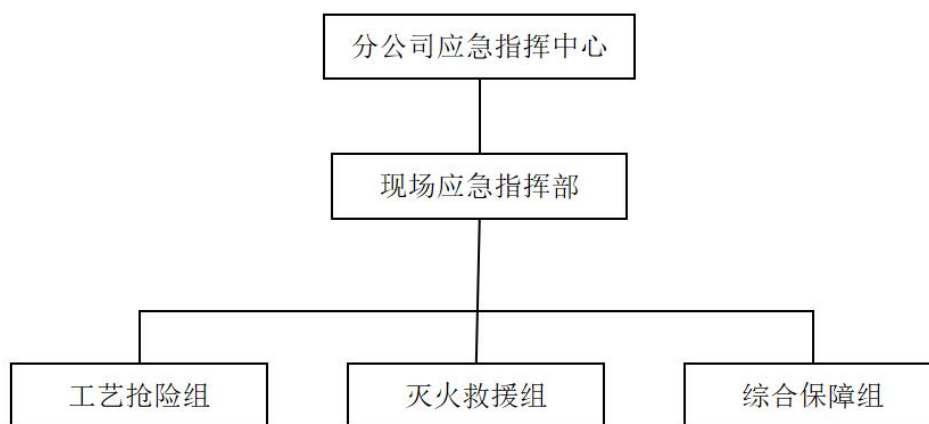 分公司应急指挥中心
现场应急指挥部
工艺抢险组
灭火救援组
综合保障组